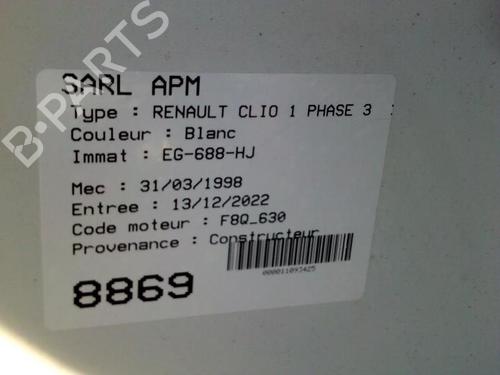 B-PARTS
SARL APM
Type : RENAULT CLIO 1 PHASE 3 :
Couleur : Blanc
Immat : EG-688-HJ
Mec : 31/03/1998
Entree : 13/12/2022
Code moteur : F8Q_630
Provenance : Constructeur
000011093425
8869